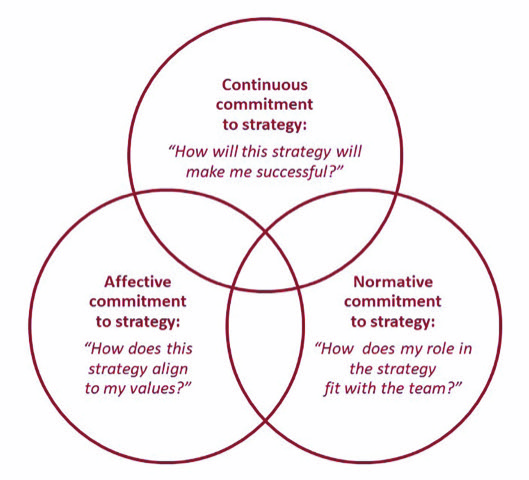 Continuous
commitment
to strategy:
“How will this strategy will
make me successful?”
Affective
commitment
to strategy:
“How does this
strategy align
to my values?”
Normative
commitment
to strategy:
“How does my role in
the strategy
fit with the team?”